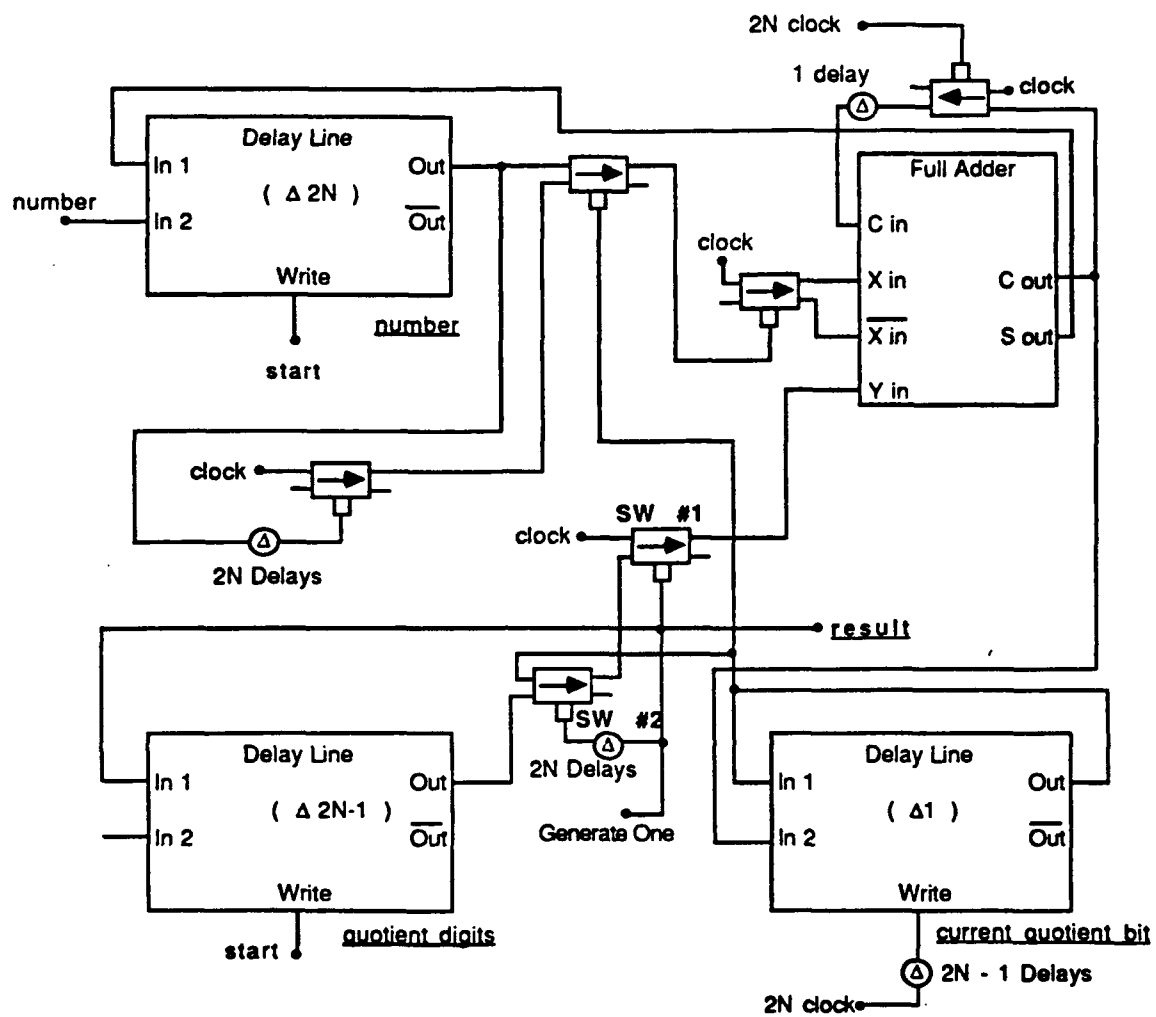 2N clock
1 delay
Δ
clock
Delay Line
Full Adder
In 1
Out
( Δ 2N )
number
In 2
Out
C in
clock
X in
C out
Write
number
X in
S out
start
Y in
clock
SW #1
clock
Δ
2N Delays
result
SW #2
Delay Line
Δ
Delay Line
2N Delays
In 1
Out
In 1
Out
( Δ 2N-1 )
( Δ1 )
Generate One
In 2
Out
In 2
Out
Write
Write
quotient digits
current quotient bit
start
Δ
2N - 1 Delays
2N clock